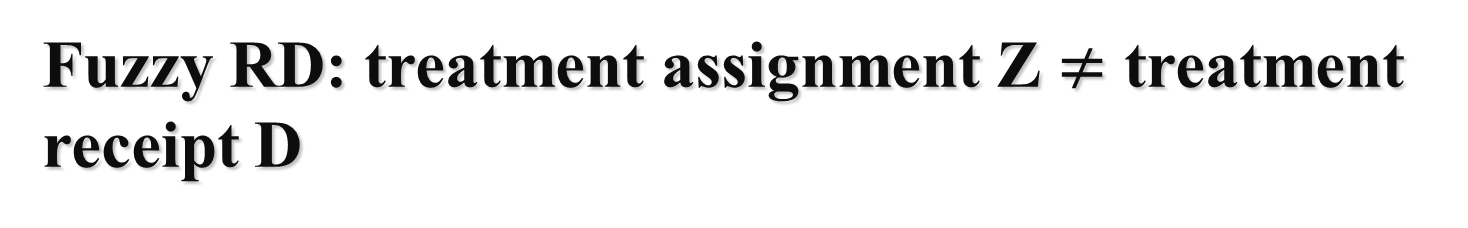 Fuzzy RD: treatment assignment Z ≠ treatment
receipt D